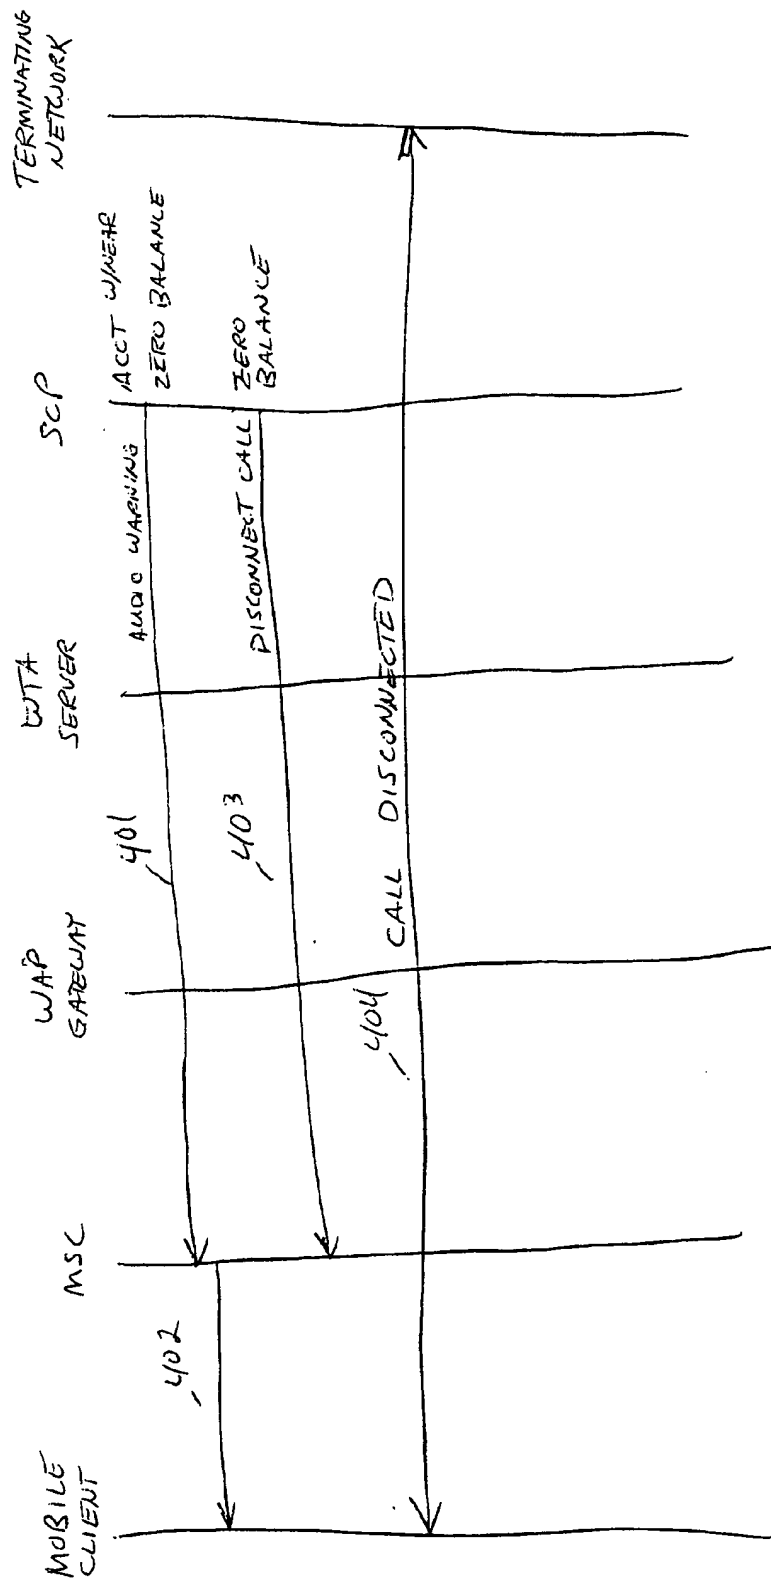 MOBILE
CLIENT
MSC
WAP
GATEWAY
WTA
SERVER
SCP
TERMINATING
NETWORK
ACCT W/NEAR
ZERO BALANCE
AUDIO WARNING
401
402
ZERO
BALANCE
DISCONNECT CALL
403
CALL DISCONNECTED
404